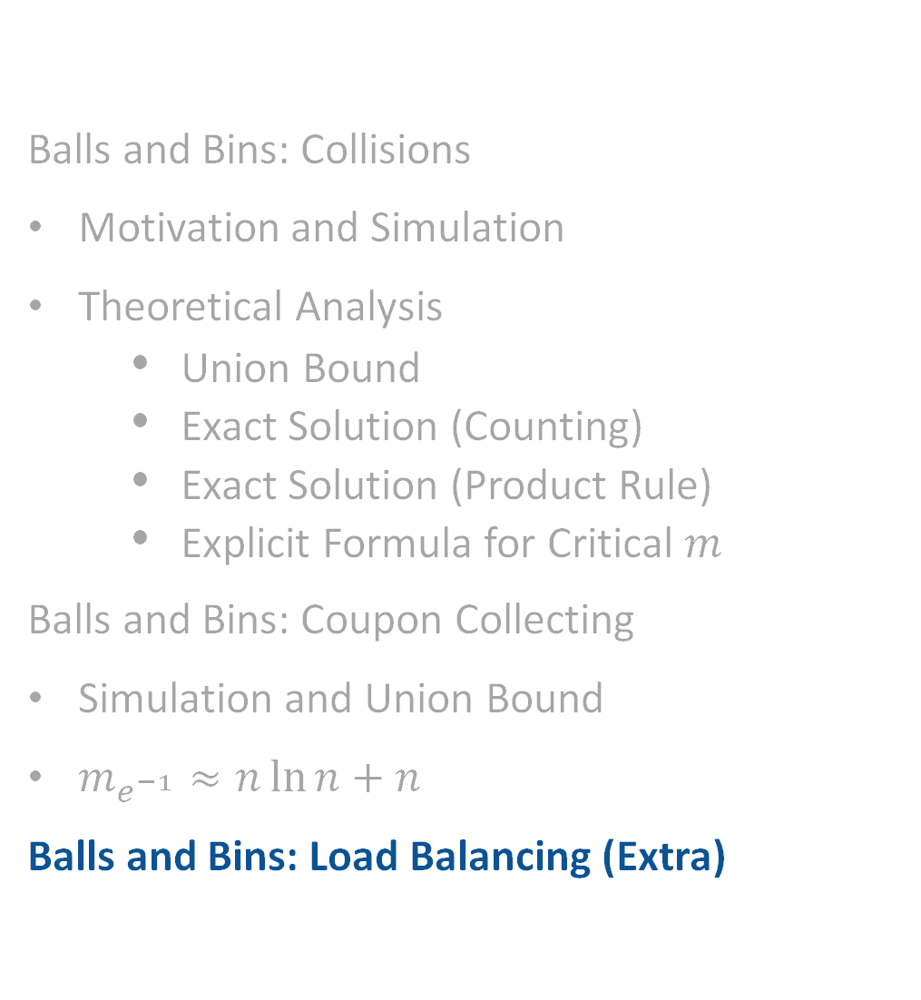 Balls and Bins: Collisions
• Motivation and Simulation
• Theoretical Analysis
• Union Bound
• Exact Solution (Counting)
• Exact Solution (Product Rule)
• Explicit Formula for Critical 𝑚
Balls and Bins: Coupon Collecting
• Simulation and Union Bound
• 𝑚_{𝑒^{−1}} ≈ 𝑛 ln 𝑛 + 𝑛
Balls and Bins: Load Balancing (Extra)